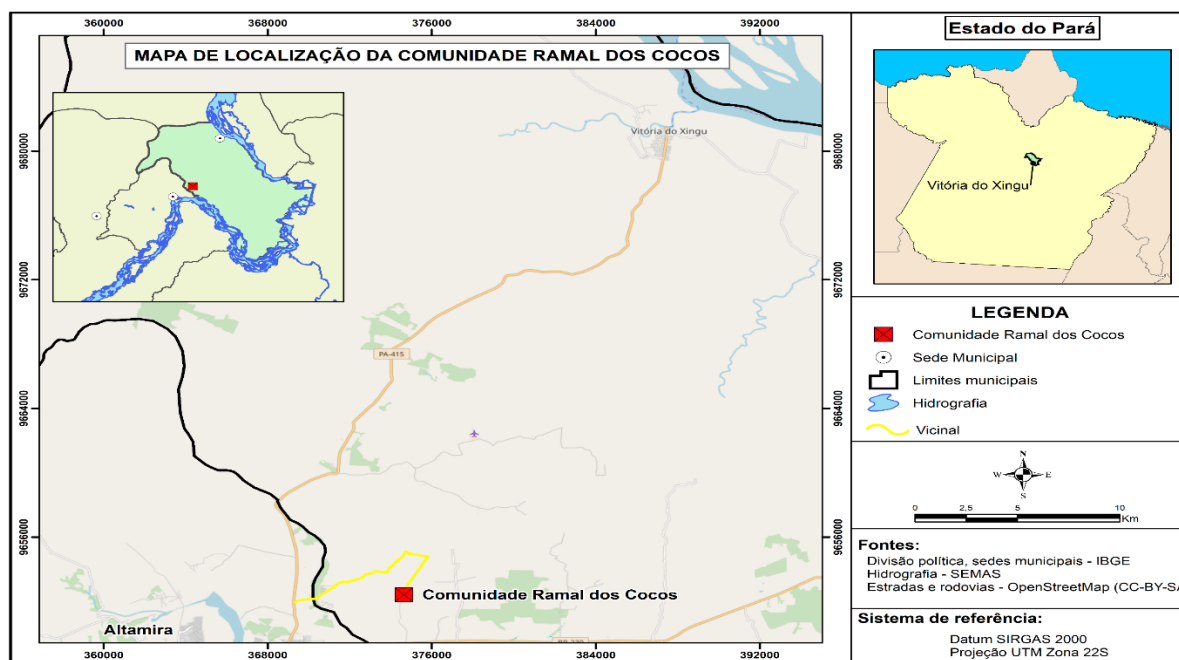 360000 368000 376000 384000 392000
MAPA DE LOCALIZAÇÃO DA COMUNIDADE RAMAL DOS COCOS
Vitória do Xingu
9680000 9680000
9672000 9672000
PA-415
9664000 9664000
9656000 9656000
Comunidade Ramal dos Cocos
Altamira
360000 368000 376000 384000 392000
Estado do Pará
Vitória do Xingu
LEGENDA
Comunidade Ramal dos Cocos
Sede Municipal
Limites municipais
Hidrografia
Vicinal
N
W E
S
0 2,5 5 10
Km
Fontes:
Divisão política, sedes municipais - IBGE
Hidrografia - SEMAS
Estradas e rodovias - OpenStreetMap (CC-BY-SA
Sistema de referência:
Datum SIRGAS 2000
Projeção UTM Zona 22S